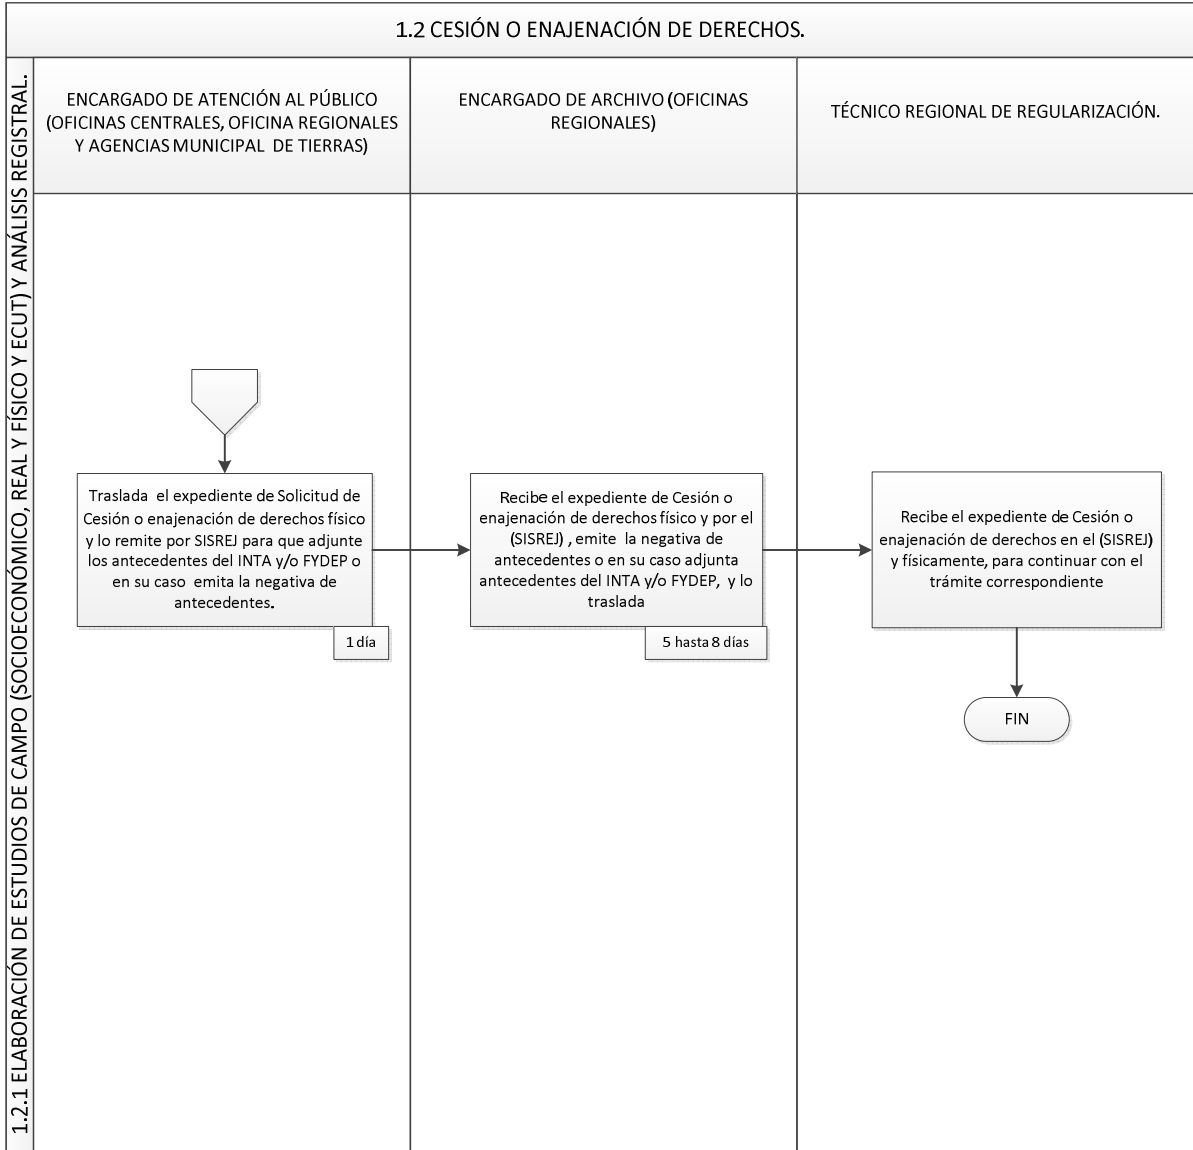 1.2 CESIÓN O ENAJENACIÓN DE DERECHOS.
1.2.1 ELABORACIÓN DE ESTUDIOS DE CAMPO (SOCIOECONÓMICO, REAL Y FÍSICO Y ECUT) Y ANÁLISIS REGISTRAL.
ENCARGADO DE ATENCIÓN AL PÚBLICO
(OFICINAS CENTRALES, OFICINA REGIONALES
Y AGENCIAS MUNICIPAL DE TIERRAS)
ENCARGADO DE ARCHIVO (OFICINAS
REGIONALES)
TÉCNICO REGIONAL DE REGULARIZACIÓN.
Traslada el expediente de Solicitud de
Cesión o enajenación de derechos físico
y lo remite por SISREJ para que adjunte
los antecedentes del INTA y/o FYDEP o
en su caso emita la negativa de
antecedentes.
1 día
Recibe el expediente de Cesión o
enajenación de derechos físico y por el
(SISREJ) , emite la negativa de
antecedentes o en su caso adjunta
antecedentes del INTA y/o FYDEP, y lo
traslada
5 hasta 8 días
Recibe el expediente de Cesión o
enajenación de derechos en el (SISREJ)
y físicamente, para continuar con el
trámite correspondiente
FIN